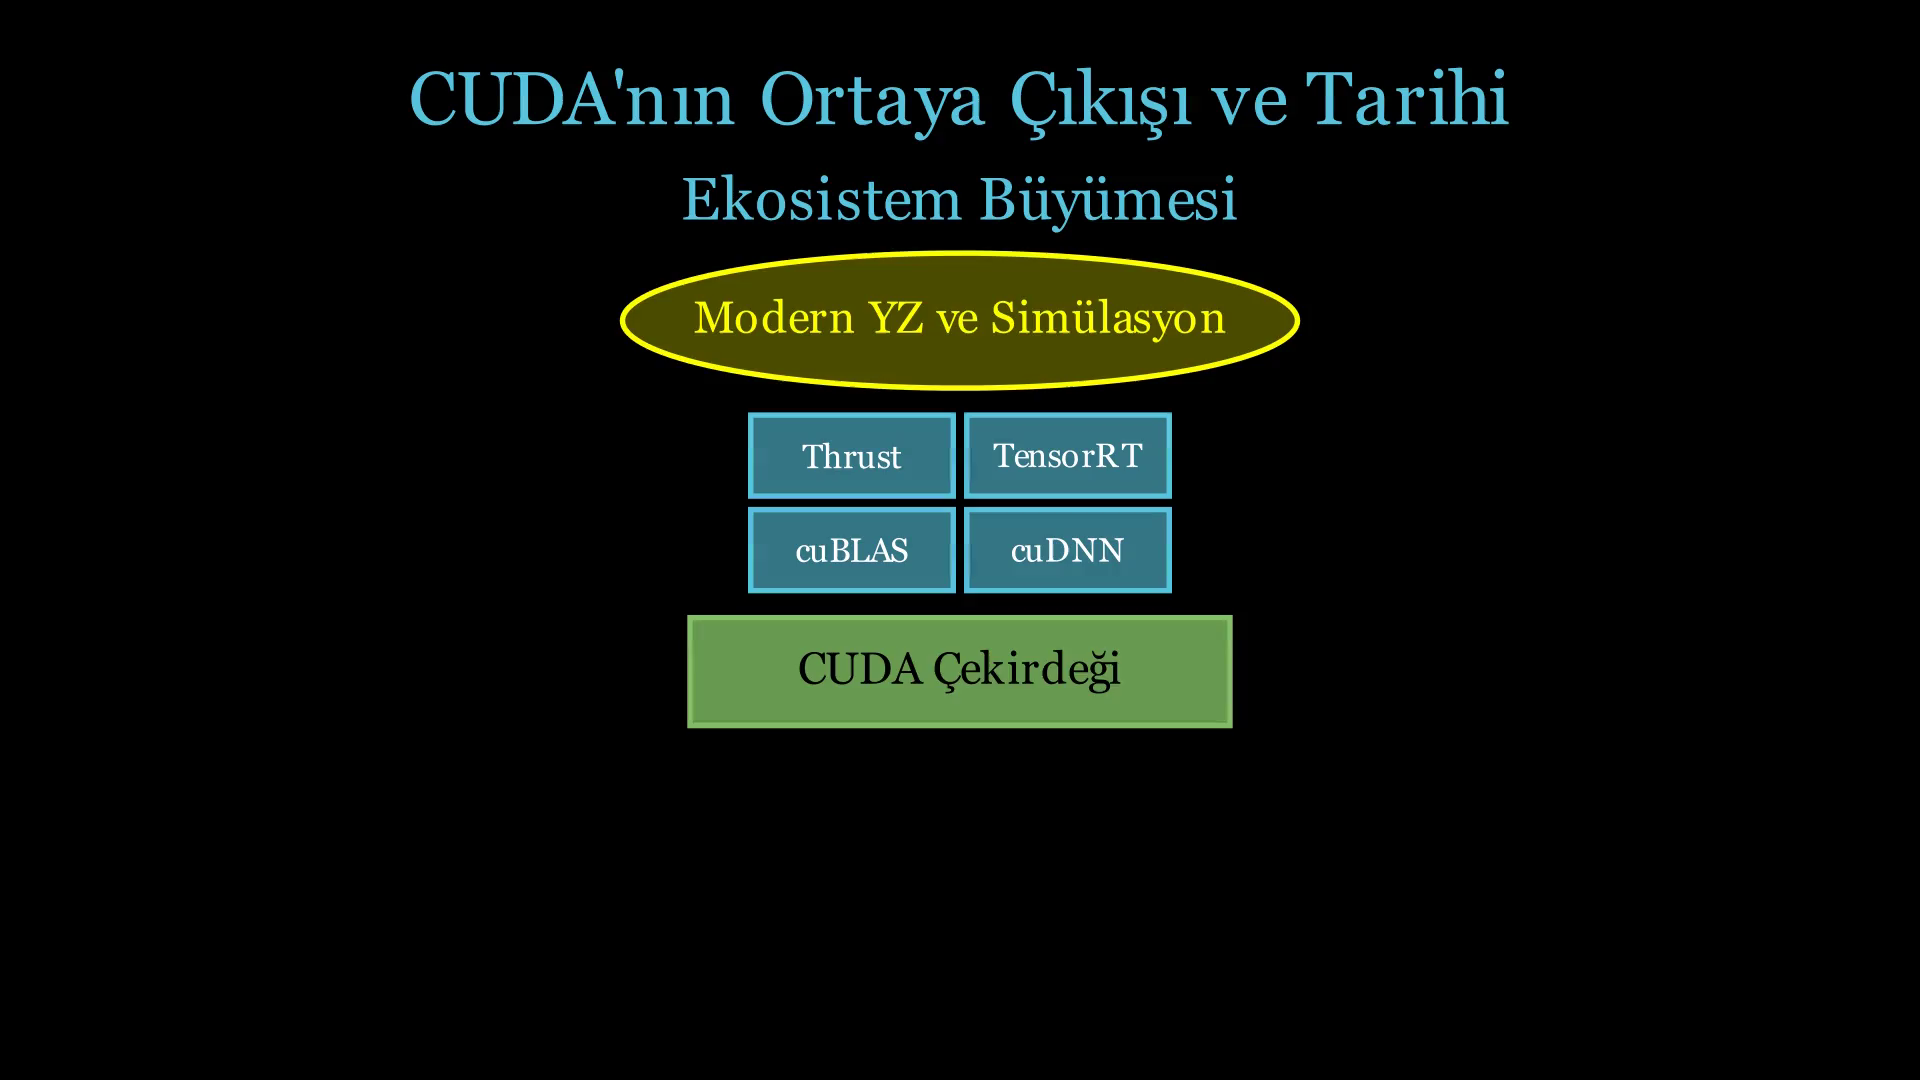 CUDA'nın Ortaya Çıkışı ve Tarihi
Ekosistem Büyümesi
Modern YZ ve Simülasyon
Thrust
TensorRT
cuBLAS
cuDNN
CUDA Çekirdeği